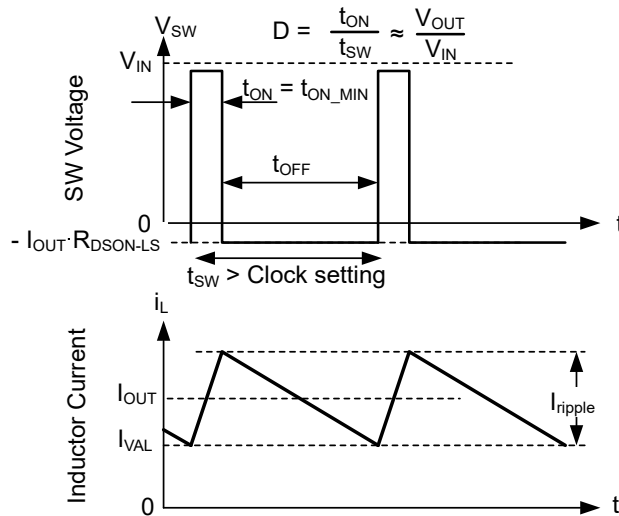 V_SW
D = t_ON / t_SW ≈ V_OUT / V_IN
V_IN
t_ON = t_ON_MIN
SW Voltage
t_OFF
0
t
- I_OUT·R_DSON-LS
t_SW > Clock setting
i_L
Inductor Current
I_OUT
I_ripple
I_VAL
0
t